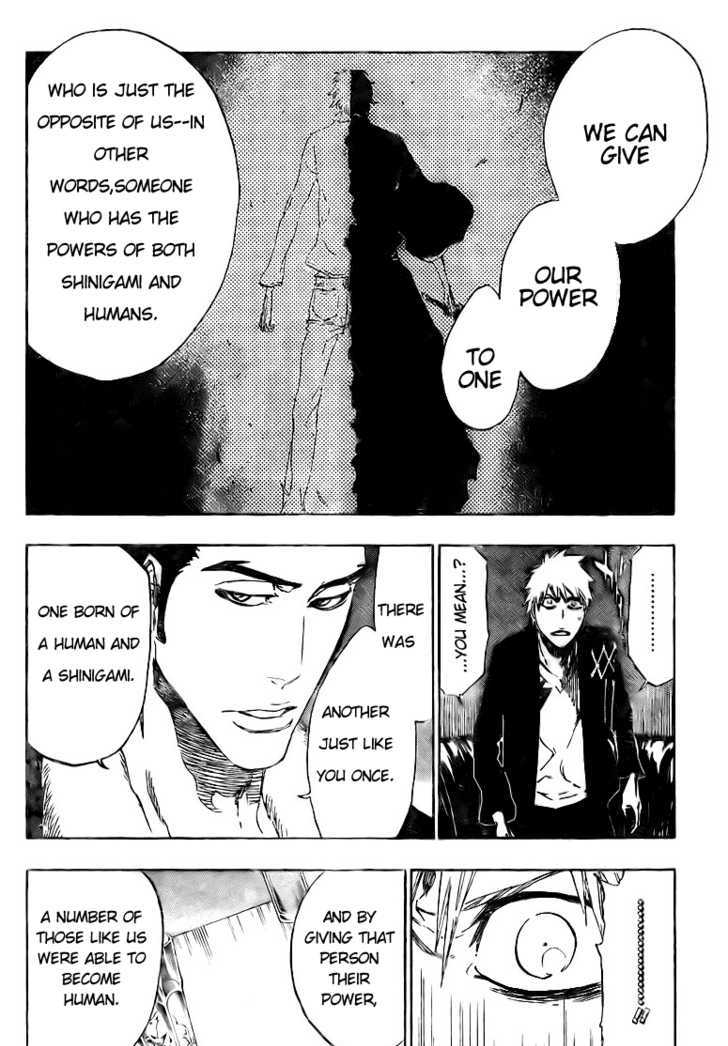 WE CAN
GIVE
OUR
POWER
TO
ONE
WHO IS JUST THE
OPPOSITE OF US--IN
OTHER
WORDS,SOMEONE
WHO HAS THE
POWERS OF BOTH
SHINIGAMI AND
HUMANS.
..........
...YOU MEAN...?
THERE
WAS
ANOTHER
JUST LIKE
YOU ONCE.
ONE BORN OF
A HUMAN AND
A SHINIGAMI.
AND BY
GIVING THAT
PERSON
THEIR
POWER,
A NUMBER OF
THOSE LIKE US
WERE ABLE TO
BECOME
HUMAN.